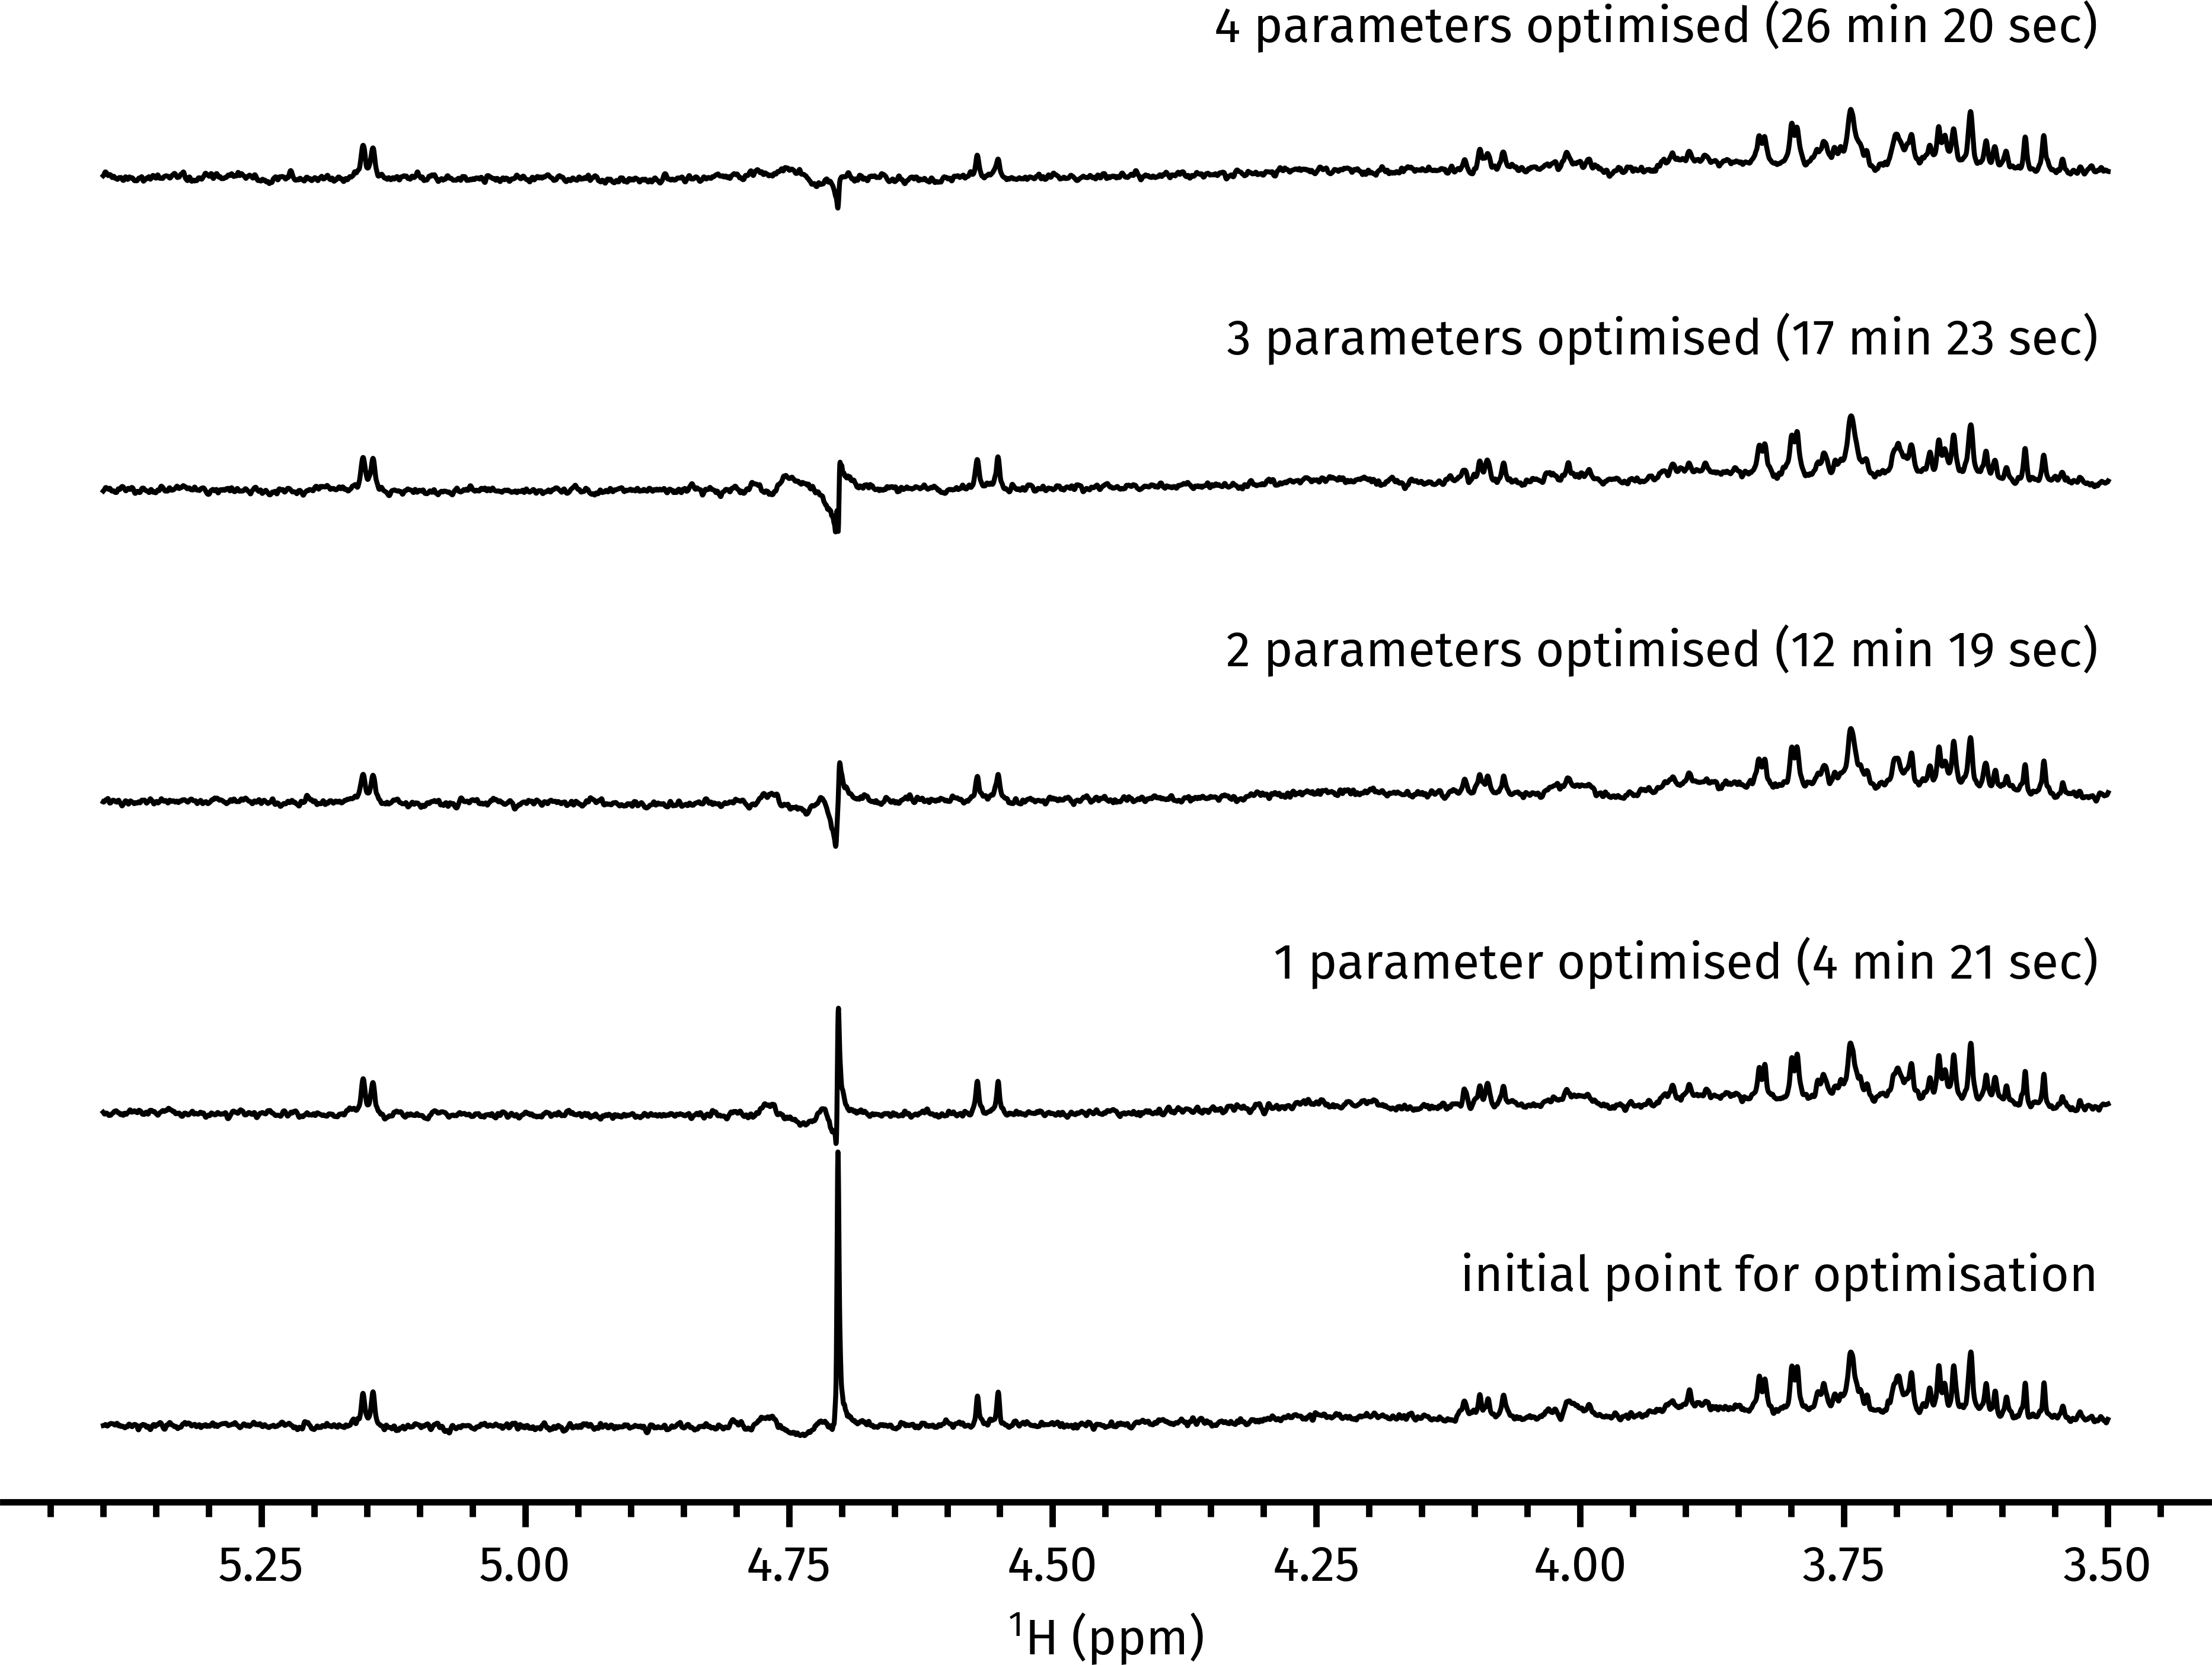 4 parameters optimised (26 min 20 sec)
3 parameters optimised (17 min 23 sec)
2 parameters optimised (12 min 19 sec)
1 parameter optimised (4 min 21 sec)
initial point for optimisation
5.25 5.00 4.75 4.50 4.25 4.00 3.75 3.50
¹H (ppm)